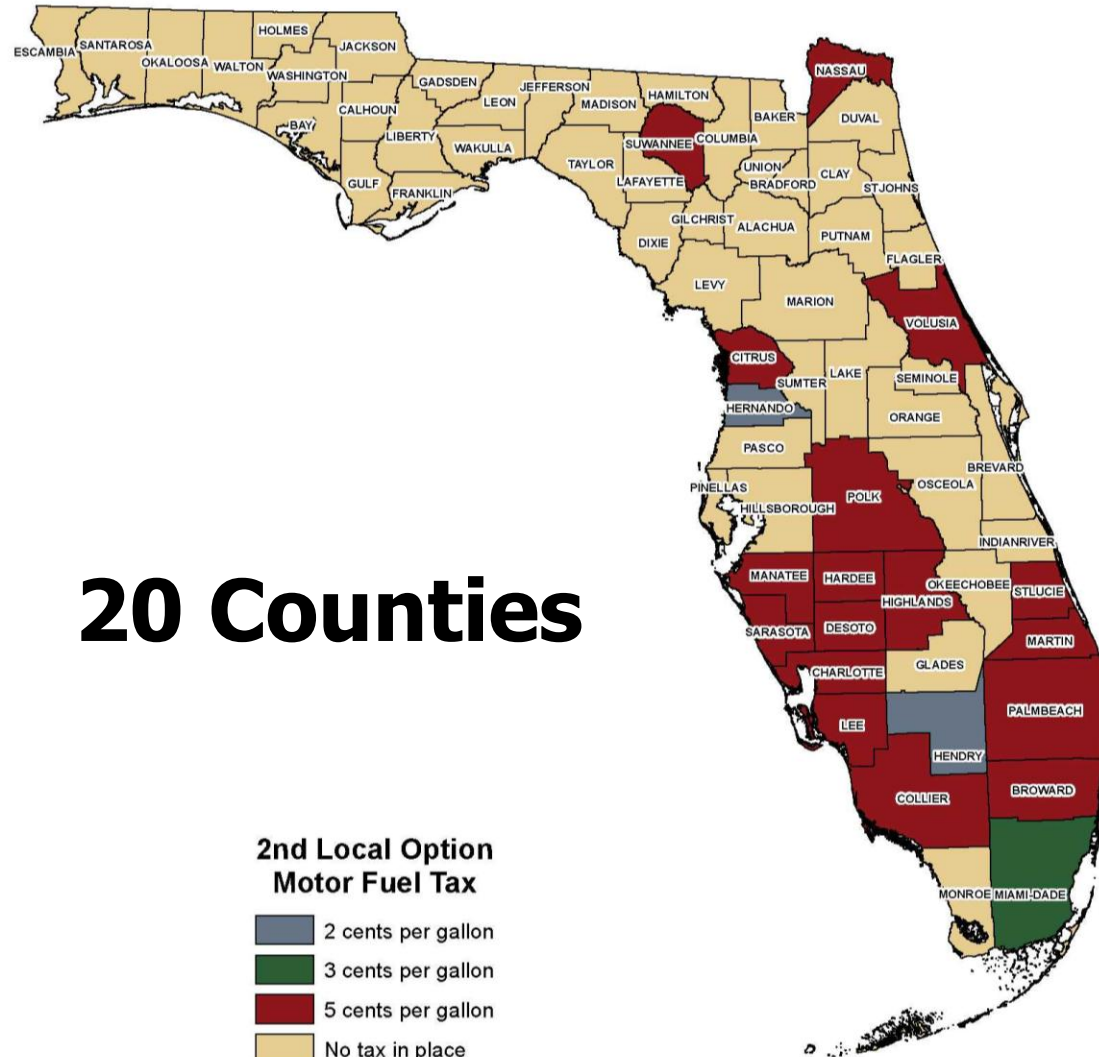 HOLMES
ESCAMBIA
SANTAROSA
JACKSON
OKALOOSA
WALTON
WASHINGTON
NASSAU
GADSDEN
JEFFERSON
HAMILTON
LEON
MADISON
CALHOUN
BAKER
DUVAL
BAY
LIBERTY
WAKULLA
SUWANNEE
COLUMBIA
TAYLOR
UNION
CLAY
GULF
FRANKLIN
LAFAYETTE
BRADFORD
STJOHNS
GILCHRIST
ALACHUA
PUTNAM
DIXIE
FLAGLER
LEVY
MARION
VOLUSIA
CITRUS
SUMTER
LAKE
SEMINOLE
HERNANDO
ORANGE
PASCO
BREVARD
PINELLAS
POLK
OSCEOLA
HILLSBOROUGH
INDIANRIVER
MANATEE
HARDEE
OKEECHOBEE
STLUCIE
HIGHLANDS
SARASOTA
DESOTO
MARTIN
CHARLOTTE
GLADES
PALMBEACH
LEE
HENDRY
COLLIER
BROWARD
MONROE
MIAMI-DADE
20 Counties
2nd Local Option
Motor Fuel Tax
2 cents per gallon
3 cents per gallon
5 cents per gallon
No tax in place